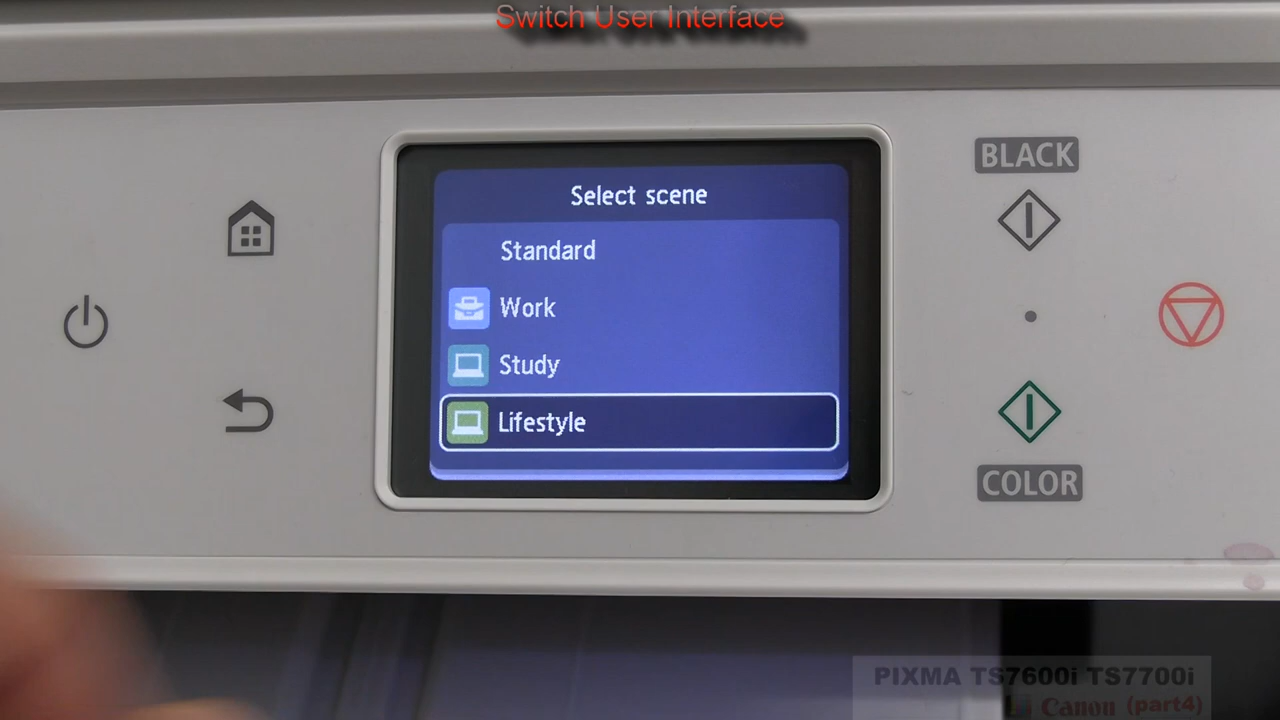 Switch User Interface
BLACK
Select scene
Standard
Work
Study
Lifestyle
COLOR
PIXMA TS7600i TS7700i
Canon (part4)